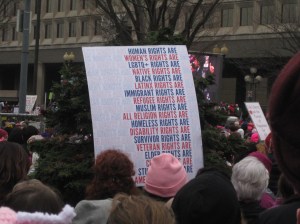 HUMAN RIGHTS ARE
WOMEN'S RIGHTS ARE
LGBTQ+ RIGHTS ARE
NATIVE RIGHTS ARE
BLACK RIGHTS ARE
LATINX RIGHTS ARE
IMMIGRANT RIGHTS ARE
REFUGEE RIGHTS ARE
MUSLIM RIGHTS ARE
ALL RELIGION RIGHTS ARE
HOMELESS RIGHTS ARE
DISABILITY RIGHTS ARE
SURVIVOR RIGHTS ARE
VETERAN RIGHTS ARE